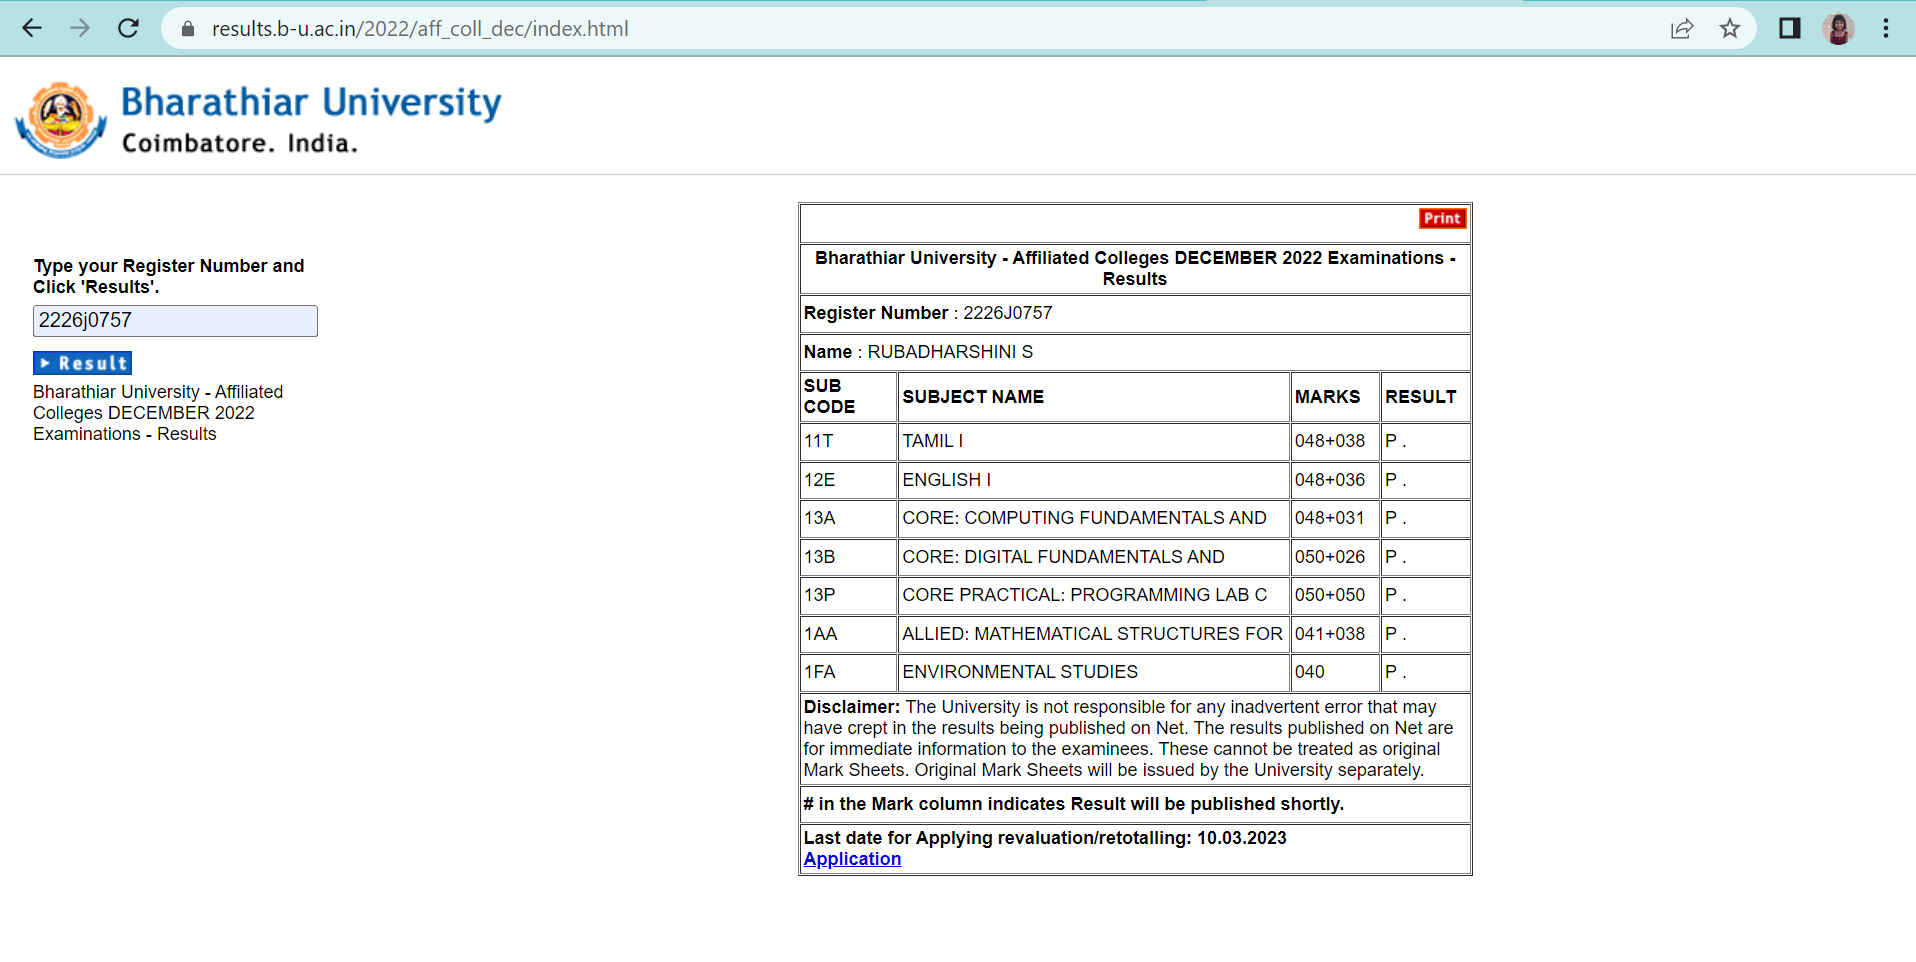 results.b-u.ac.in/2022/aff_coll_dec/index.html
Bharathiar University
Coimbatore. India.
Type your Register Number and
Click 'Results'.
2226j0757
Result
Bharathiar University - Affiliated
Colleges DECEMBER 2022
Examinations - Results
Print
Bharathiar University - Affiliated Colleges DECEMBER 2022 Examinations -
Results
Register Number : 2226J0757
Name : RUBADHARSHINI S
SUB CODE SUBJECT NAME MARKS RESULT
11T TAMIL I 048+038 P .
12E ENGLISH I 048+036 P .
13A CORE: COMPUTING FUNDAMENTALS AND 048+031 P .
13B CORE: DIGITAL FUNDAMENTALS AND 050+026 P .
13P CORE PRACTICAL: PROGRAMMING LAB C 050+050 P .
1AA ALLIED: MATHEMATICAL STRUCTURES FOR 041+038 P .
1FA ENVIRONMENTAL STUDIES 040 P .
Disclaimer: The University is not responsible for any inadvertent error that may
have crept in the results being published on Net. The results published on Net are
for immediate information to the examinees. These cannot be treated as original
Mark Sheets. Original Mark Sheets will be issued by the University separately.
# in the Mark column indicates Result will be published shortly.
Last date for Applying revaluation/retotalling: 10.03.2023
Application